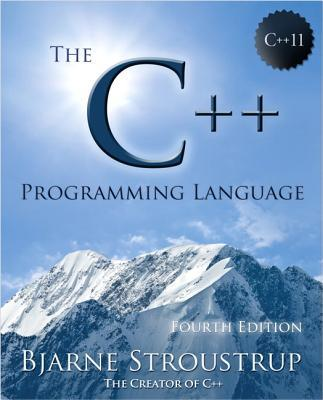 The
C++11
C++
Programming Language
Fourth Edition
Bjarne Stroustrup
The Creator of C++